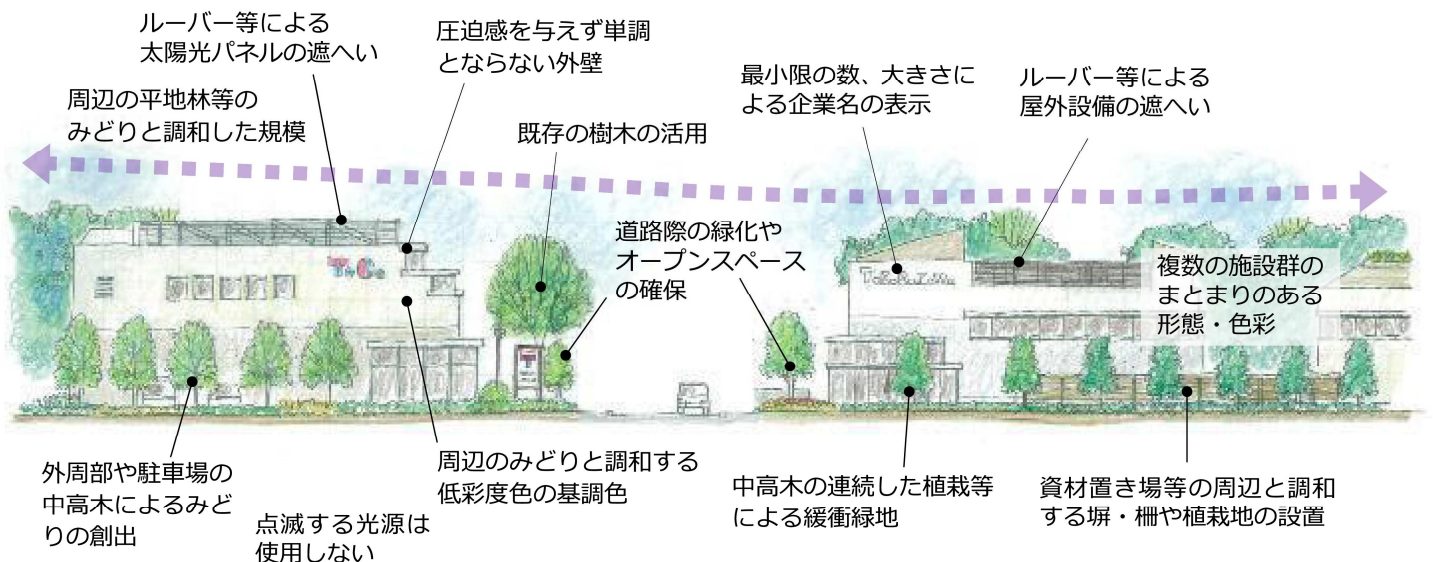 ルーバー等による
太陽光パネルの遮へい
圧迫感を与えず単調
とならない外壁
周辺の平地林等の
みどりと調和した規模
既存の樹木の活用
最小限の数、大きさに
よる企業名の表示
ルーバー等による
屋外設備の遮へい
道路際の緑化や
オープンスペース
の確保
複数の施設群の
まとまりのある
形態・色彩
外周部や駐車場の
中高木によるみど
りの創出
点滅する光源は
使用しない
周辺のみどりと調和する
低彩度色の基調色
中高木の連続した植栽等
による緩衝緑地
資材置き場等の周辺と調和
する塀・柵や植栽地の設置